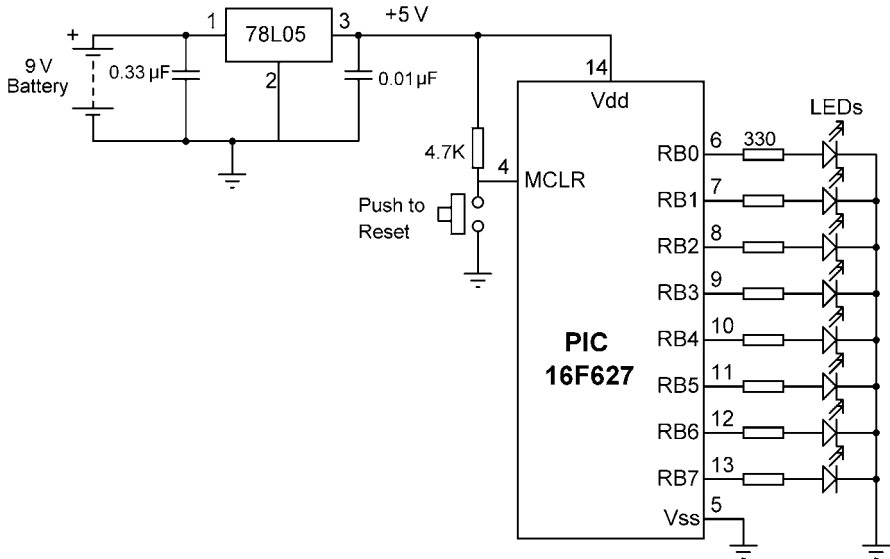 +
9 V
Battery
0.33 µF
1
78L05
3
2
+5 V
0.01µF
4.7K
4
Push to
Reset
14
Vdd
MCLR
PIC
16F627
LEDs
RB0 6 330
RB1 7
RB2 8
RB3 9
RB4 10
RB5 11
RB6 12
RB7 13
Vss 5